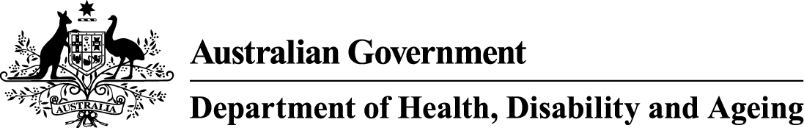 Australian Government
Department of Health, Disability and Ageing
AUSTRALIA